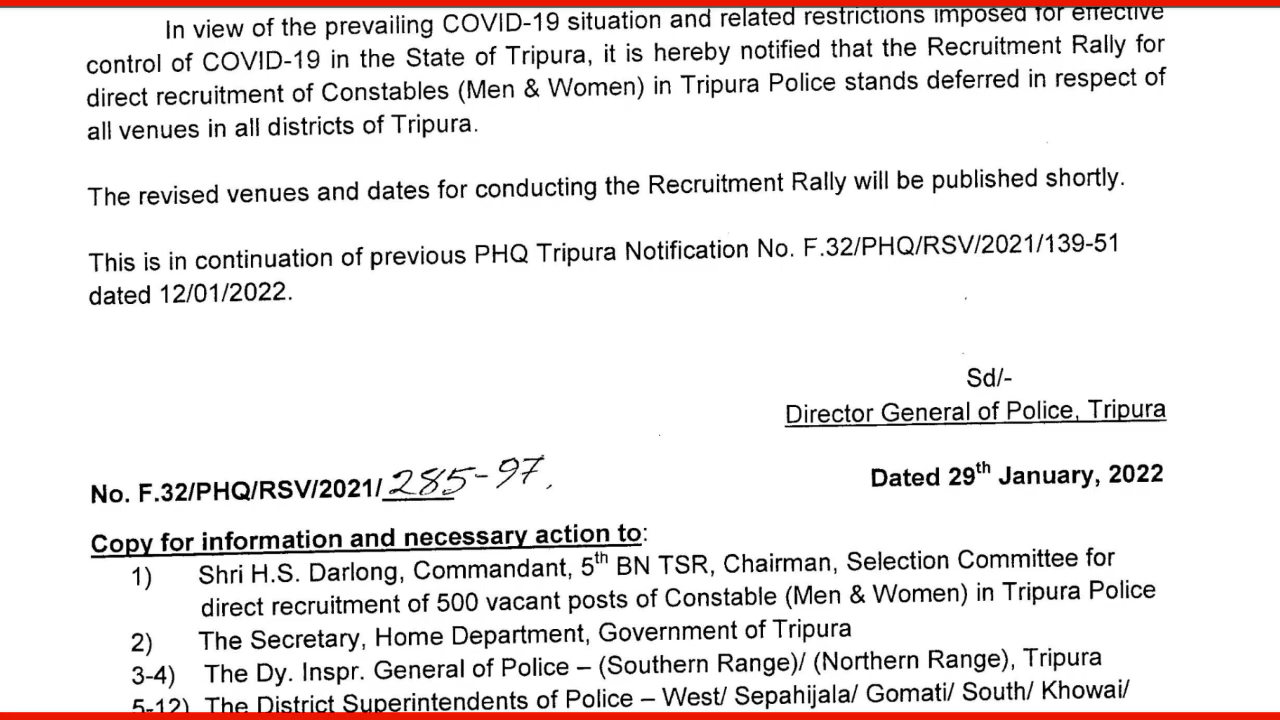 In view of the prevailing COVID-19 situation and related restrictions imposed for effective
control of COVID-19 in the State of Tripura, it is hereby notified that the Recruitment Rally for
direct recruitment of Constables (Men & Women) in Tripura Police stands deferred in respect of
all venues in all districts of Tripura.
The revised venues and dates for conducting the Recruitment Rally will be published shortly.
This is in continuation of previous PHQ Tripura Notification No. F.32/PHQ/RSV/2021/139-51
dated 12/01/2022.
Sd/-
Director General of Police, Tripura
No. F.32/PHQ/RSV/2021/285-97. Dated 29th January, 2022
Copy for information and necessary action to:
1) Shri H.S. Darlong, Commandant, 5th BN TSR, Chairman, Selection Committee for
direct recruitment of 500 vacant posts of Constable (Men & Women) in Tripura Police
2) The Secretary, Home Department, Government of Tripura
3-4) The Dy. Inspr. General of Police – (Southern Range)/ (Northern Range), Tripura
5-12) The District Superintendents of Police – West/ Sepahijala/ Gomati/ South/ Khowai/